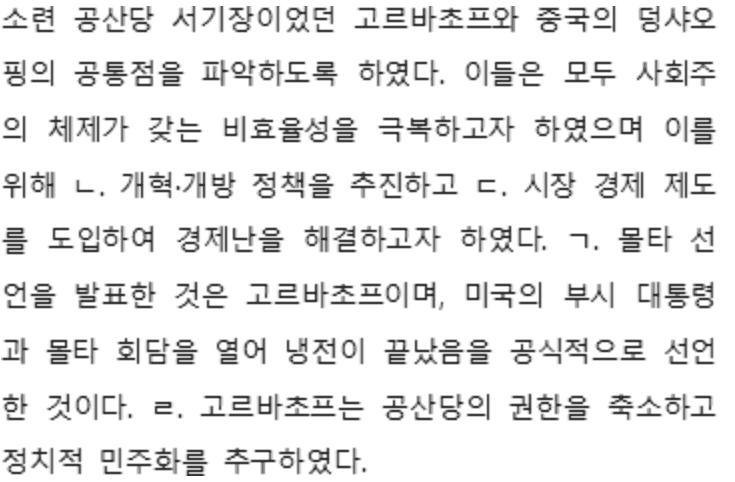 소련 공산당 서기장이었던 고르바초프와 중국의 덩샤오
핑의 공통점을 파악하도록 하였다. 이들은 모두 사회주
의 체제가 갖는 비효율성을 극복하고자 하였으며 이를
위해 ㄴ. 개혁·개방 정책을 추진하고 ㄷ. 시장 경제 제도
를 도입하여 경제난을 해결하고자 하였다. ㄱ. 몰타 선
언을 발표한 것은 고르바초프이며, 미국의 부시 대통령
과 몰타 회담을 열어 냉전이 끝났음을 공식적으로 선언
한 것이다. ㄹ. 고르바초프는 공산당의 권한을 축소하고
정치적 민주화를 추구하였다.